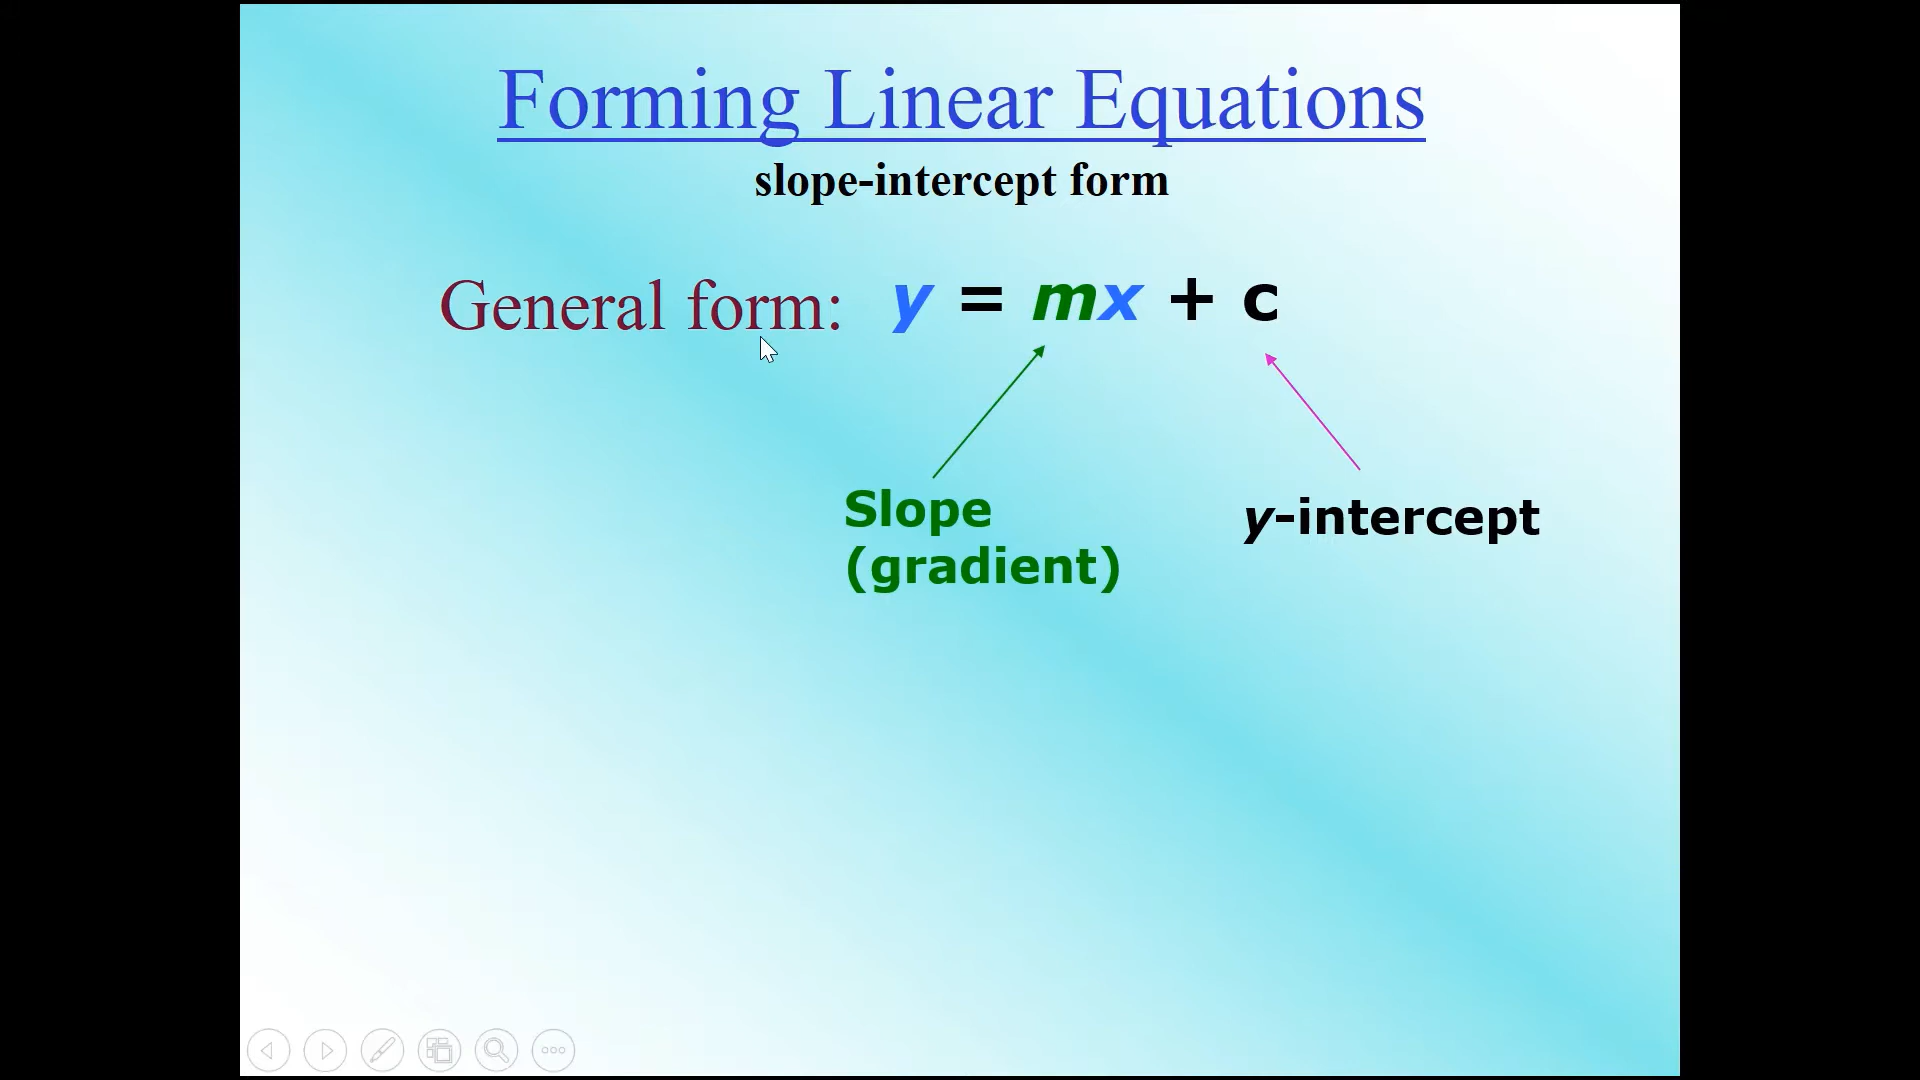 Forming Linear Equations
slope-intercept form
General form: y = mx + c
Slope
(gradient)
y-intercept